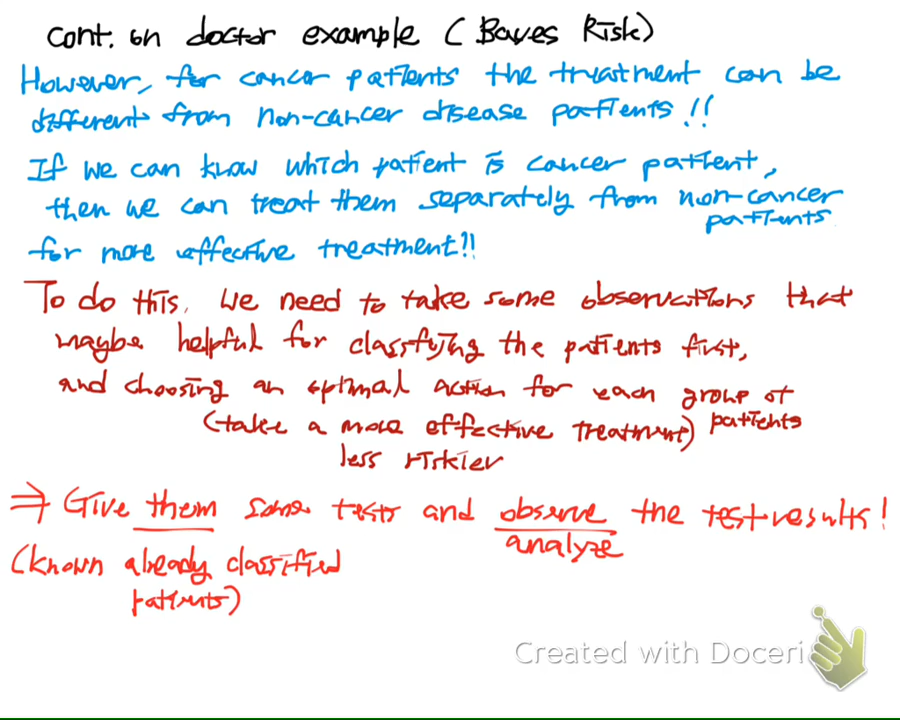 cont. on doctor example (Bayes Risk)
However, for cancer patients the treatment can be
different from non-cancer disease patients!!
If we can know which patient is cancer patient,
then we can treat them separately from non-cancer
patients
for more effective treatment!!
To do this, we need to take some observations that
maybe helpful for classifying the patients first,
and choosing an optimal action for each group of
(take a more effective treatment) patients
less riskier
⇒ Give them some tests and observe the test results!
analyze
(known already classified
patients)
Created with Doceri